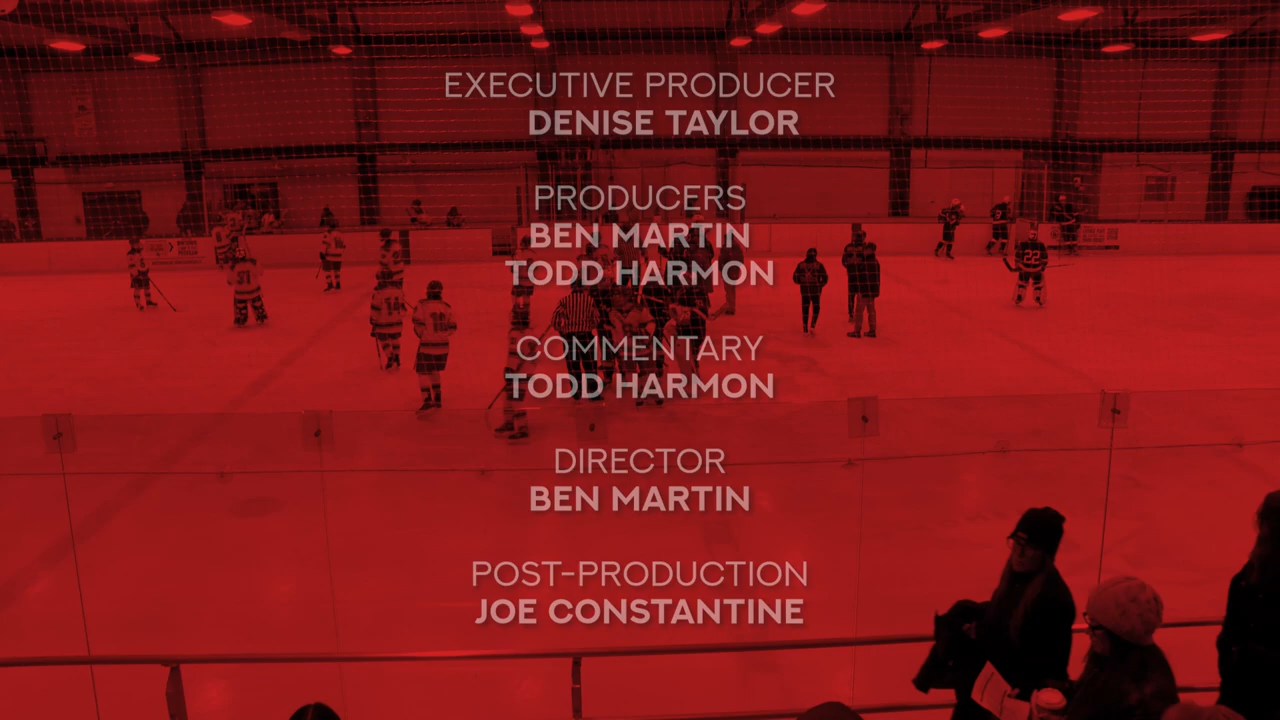 EXECUTIVE PRODUCER
DENISE TAYLOR
PRODUCERS
BEN MARTIN
TODD HARMON
COMMENTARY
TODD HARMON
DIRECTOR
BEN MARTIN
POST-PRODUCTION
JOE CONSTANTINE
22